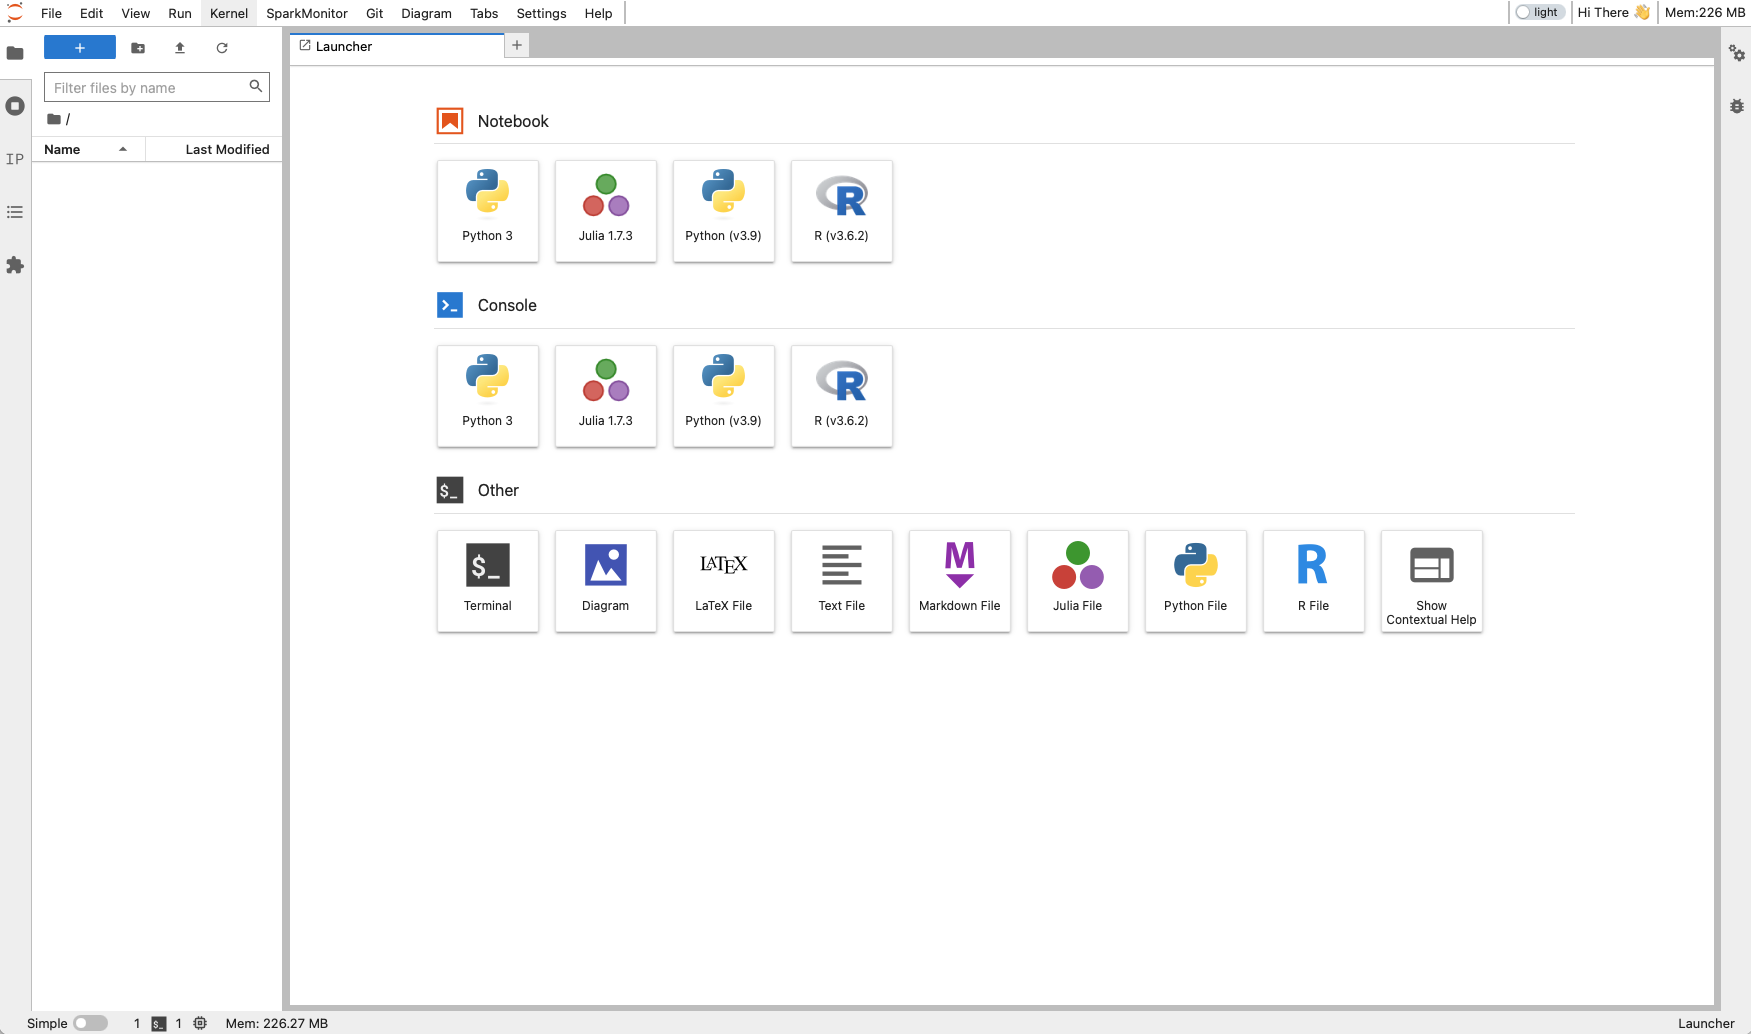 File Edit View Run Kernel SparkMonitor Git Diagram Tabs Settings Help
light Hi There 👋 Mem:226 MB
+
Launcher +
Filter files by name
/
Name Last Modified
IP
Notebook
Python 3 Julia 1.7.3 Python (v3.9) R (v3.6.2)
Console
Python 3 Julia 1.7.3 Python (v3.9) R (v3.6.2)
$_ Other
$_ LATEX M R
Terminal Diagram LaTeX File Text File Markdown File Julia File Python File R File Show
Contextual Help
Simple 1 $_ 1 Mem: 226.27 MB Launcher